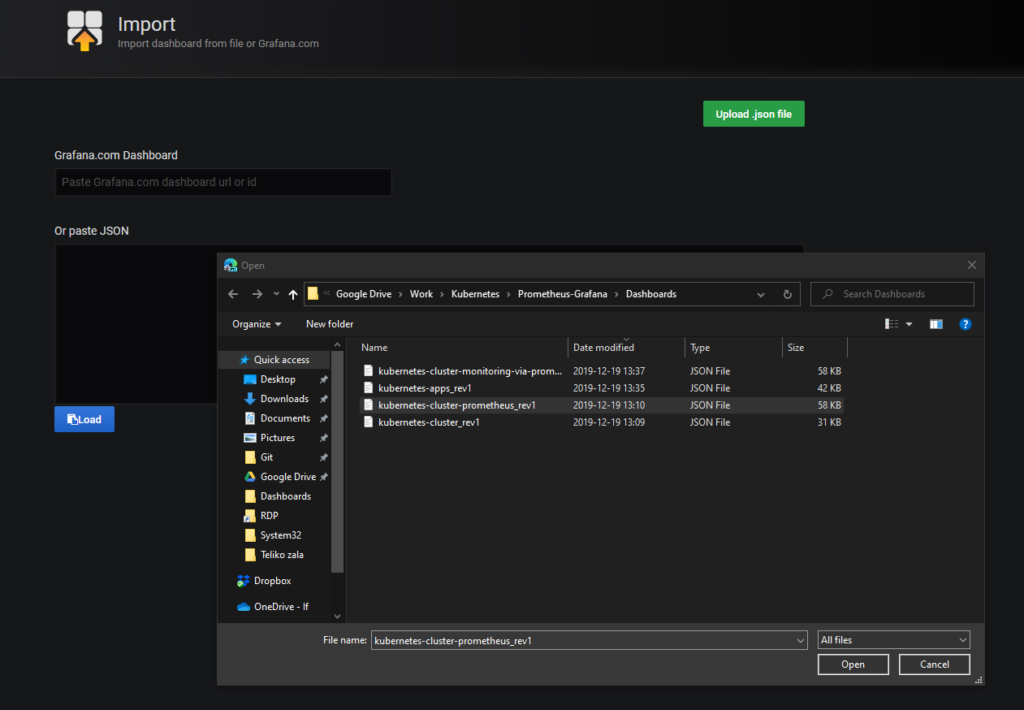 Import
Import dashboard from file or Grafana.com
Upload .json file
Grafana.com Dashboard
Paste Grafana.com dashboard url or id
Or paste JSON
Load
Open
« Google Drive › Work › Kubernetes › Prometheus-Grafana › Dashboards
Search Dashboards
Organize New folder
Name Date modified Type Size
kubernetes-cluster-monitoring-via-prom... 2019-12-19 13:37 JSON File 58 KB
kubernetes-apps_rev1 2019-12-19 13:35 JSON File 42 KB
kubernetes-cluster-prometheus_rev1 2019-12-19 13:10 JSON File 58 KB
kubernetes-cluster_rev1 2019-12-19 13:09 JSON File 31 KB
Quick access
Desktop
Downloads
Documents
Pictures
Git
Google Drive
Dashboards
RDP
System32
Teliko zala
Dropbox
OneDrive - If
File name: kubernetes-cluster-prometheus_rev1 All files
Open Cancel